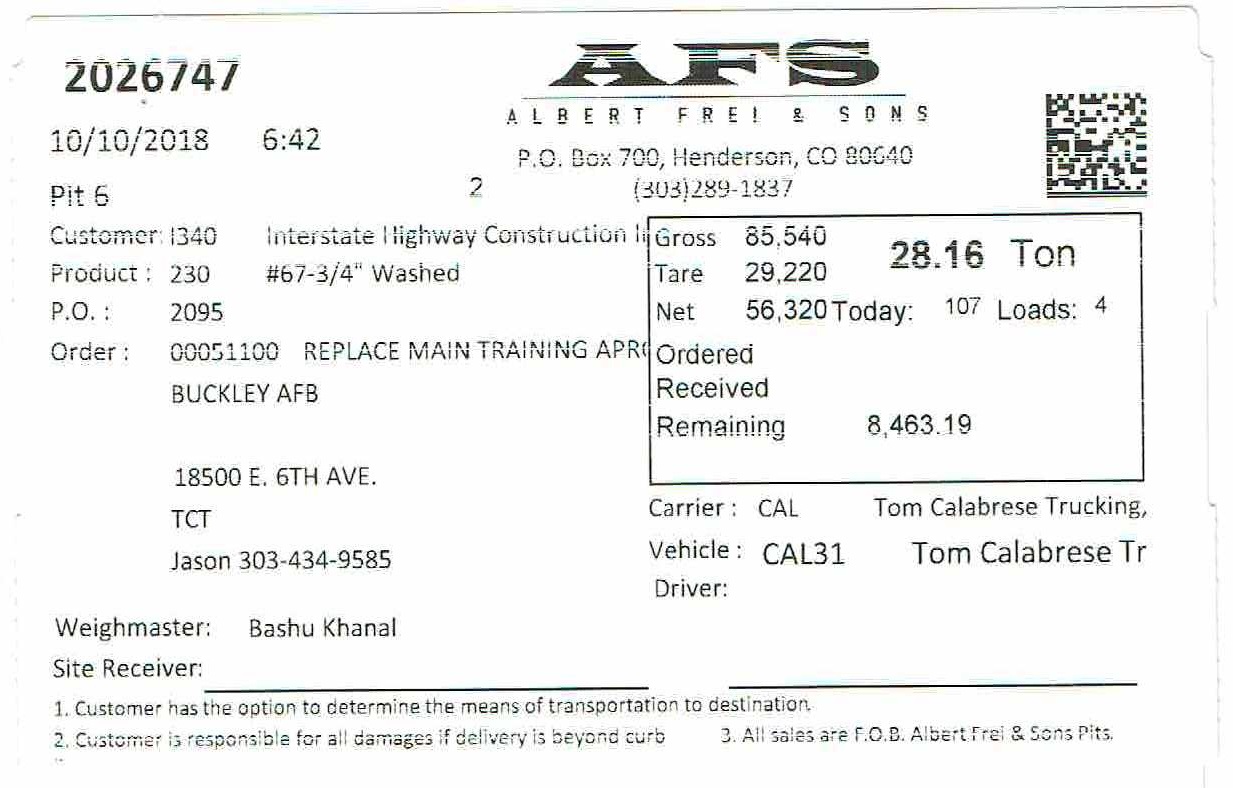 2026747
AFS
ALBERT FREI & SONS
10/10/2018 6:42
P.O. Box 700, Henderson, CO 80640
Pit 6 2 (303)289-1837
Customer: I340 Interstate Highway Construction
Product : 230 #67-3/4" Washed
P.O. : 2095
Order : 00051100 REPLACE MAIN TRAINING APR
BUCKLEY AFB
18500 E. 6TH AVE.
TCT
Jason 303-434-9585
Gross 85,540 28.16 Ton
Tare 29,220
Net 56,320 Today: 107 Loads: 4
Ordered
Received
Remaining 8,463.19
Carrier : CAL Tom Calabrese Trucking,
Vehicle : CAL31 Tom Calabrese Tr
Driver:
Weighmaster: Bashu Khanal
Site Receiver:
1. Customer has the option to determine the means of transportation to destination.
2. Customer is responsible for all damages if delivery is beyond curb 3. All sales are F.O.B. Albert Frei & Sons Pits.